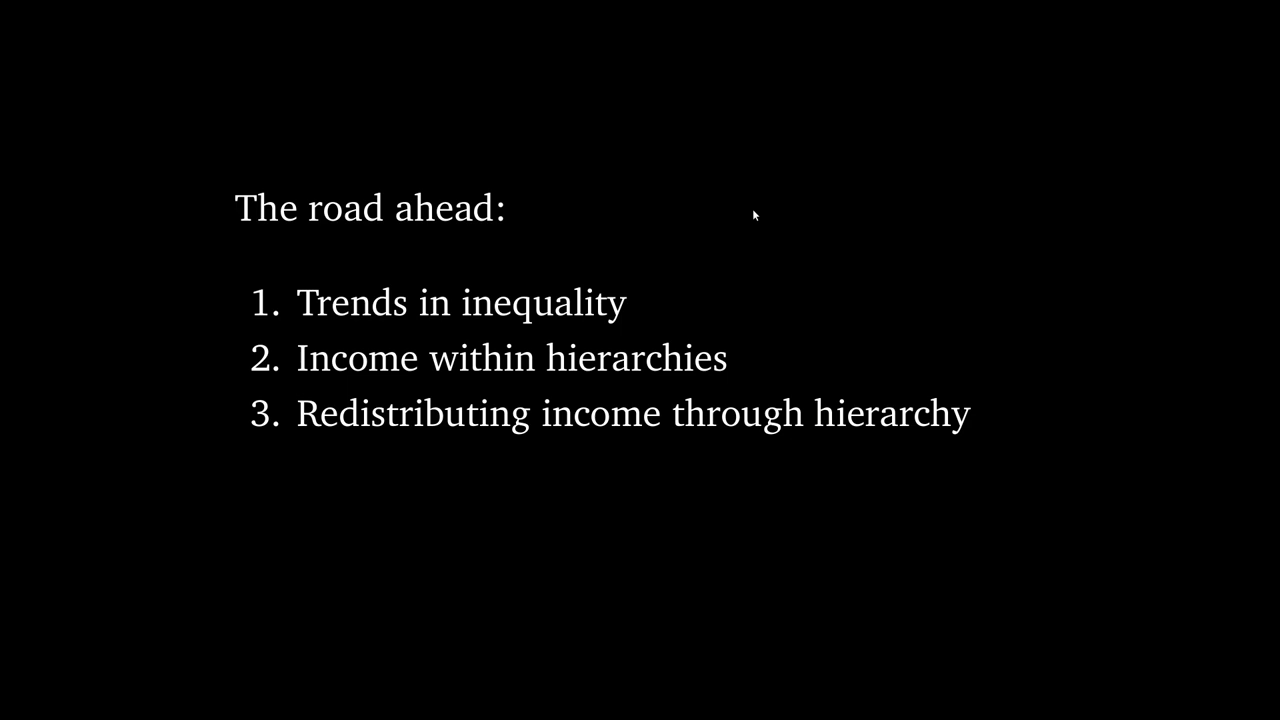 The road ahead:
1. Trends in inequality
2. Income within hierarchies
3. Redistributing income through hierarchy